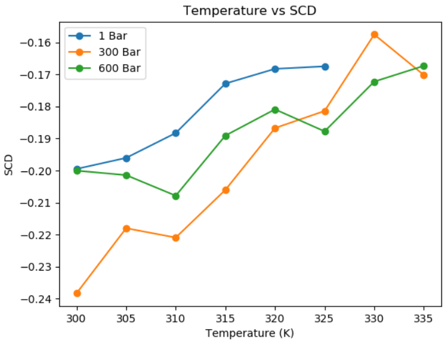 Temperature vs SCD
1 Bar
300 Bar
600 Bar
SCD
−0.16
−0.17
−0.18
−0.19
−0.20
−0.21
−0.22
−0.23
−0.24
300 305 310 315 320 325 330 335
Temperature (K)